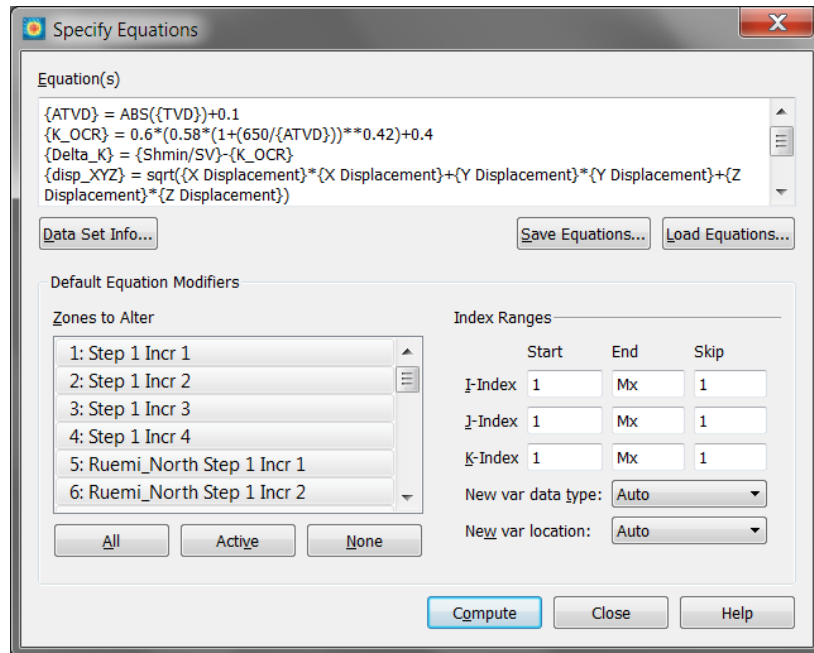 Specify Equations
Equation(s)
{ATVD} = ABS({TVD})+0.1
{K_OCR} = 0.6*(0.58*(1+(650/{ATVD}))**0.42)+0.4
{Delta_K} = {Shmin/SV}-{K_OCR}
{disp_XYZ} = sqrt({X Displacement}*{X Displacement}+{Y Displacement}*{Y Displacement}+{Z
Displacement}*{Z Displacement})
Data Set Info... Save Equations... Load Equations...
Default Equation Modifiers
Zones to Alter
1: Step 1 Incr 1
2: Step 1 Incr 2
3: Step 1 Incr 3
4: Step 1 Incr 4
5: Ruemi_North Step 1 Incr 1
6: Ruemi_North Step 1 Incr 2
All Active None
Index Ranges
Start End Skip
I-Index 1 Mx 1
J-Index 1 Mx 1
K-Index 1 Mx 1
New var data type: Auto
New var location: Auto
Compute Close Help